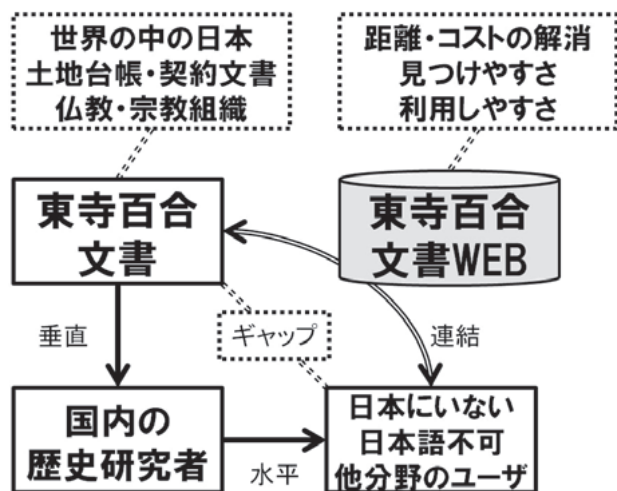 世界の中の日本
土地台帳・契約文書
仏教・宗教組織
距離・コストの解消
見つけやすさ
利用しやすさ
東寺百合
文書
東寺百合
文書WEB
垂直
ギャップ
連結
国内の
歴史研究者
水平
日本にいない
日本語不可
他分野のユーザ